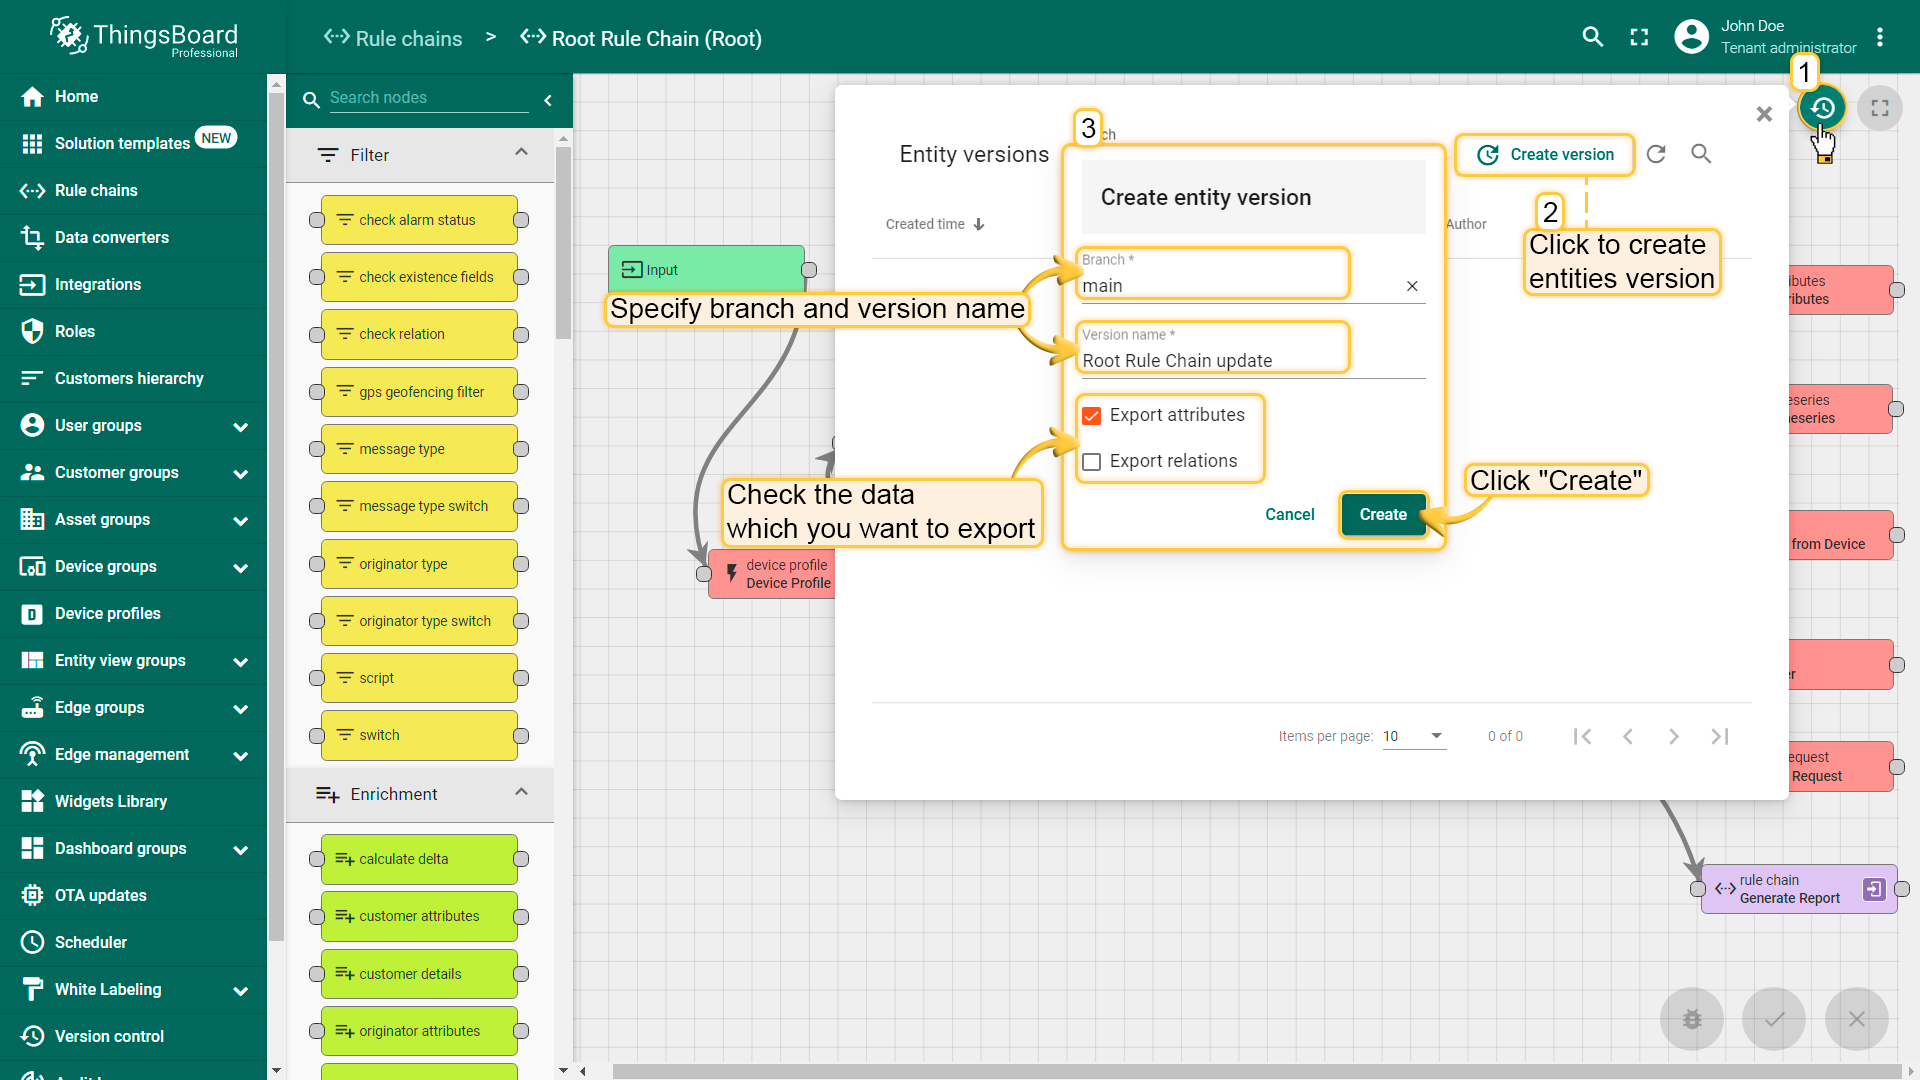 ThingsBoard
Professional
Rule chains > Root Rule Chain (Root)
John Doe
Tenant administrator
Home
Solution templates NEW
Rule chains
Data converters
Integrations
Roles
Customers hierarchy
User groups
Customer groups
Asset groups
Device groups
Device profiles
Entity view groups
Edge groups
Edge management
Widgets Library
Dashboard groups
OTA updates
Scheduler
White Labeling
Version control
Search nodes
Filter
check alarm status
check existence fields
check relation
gps geofencing filter
message type
message type switch
originator type
originator type switch
script
switch
Enrichment
calculate delta
customer attributes
customer details
originator attributes
Input
device profile
Device Profile
Entity versions
Created time
Author
Create version
1
2
Click to create
entities version
3
Create entity version
Branch *
main
Specify branch and version name
Version name *
Root Rule Chain update
Export attributes
Export relations
Check the data
which you want to export
Cancel
Create
Click "Create"
Items per page: 10
0 of 0
from Device
Request
rule chain
Generate Report